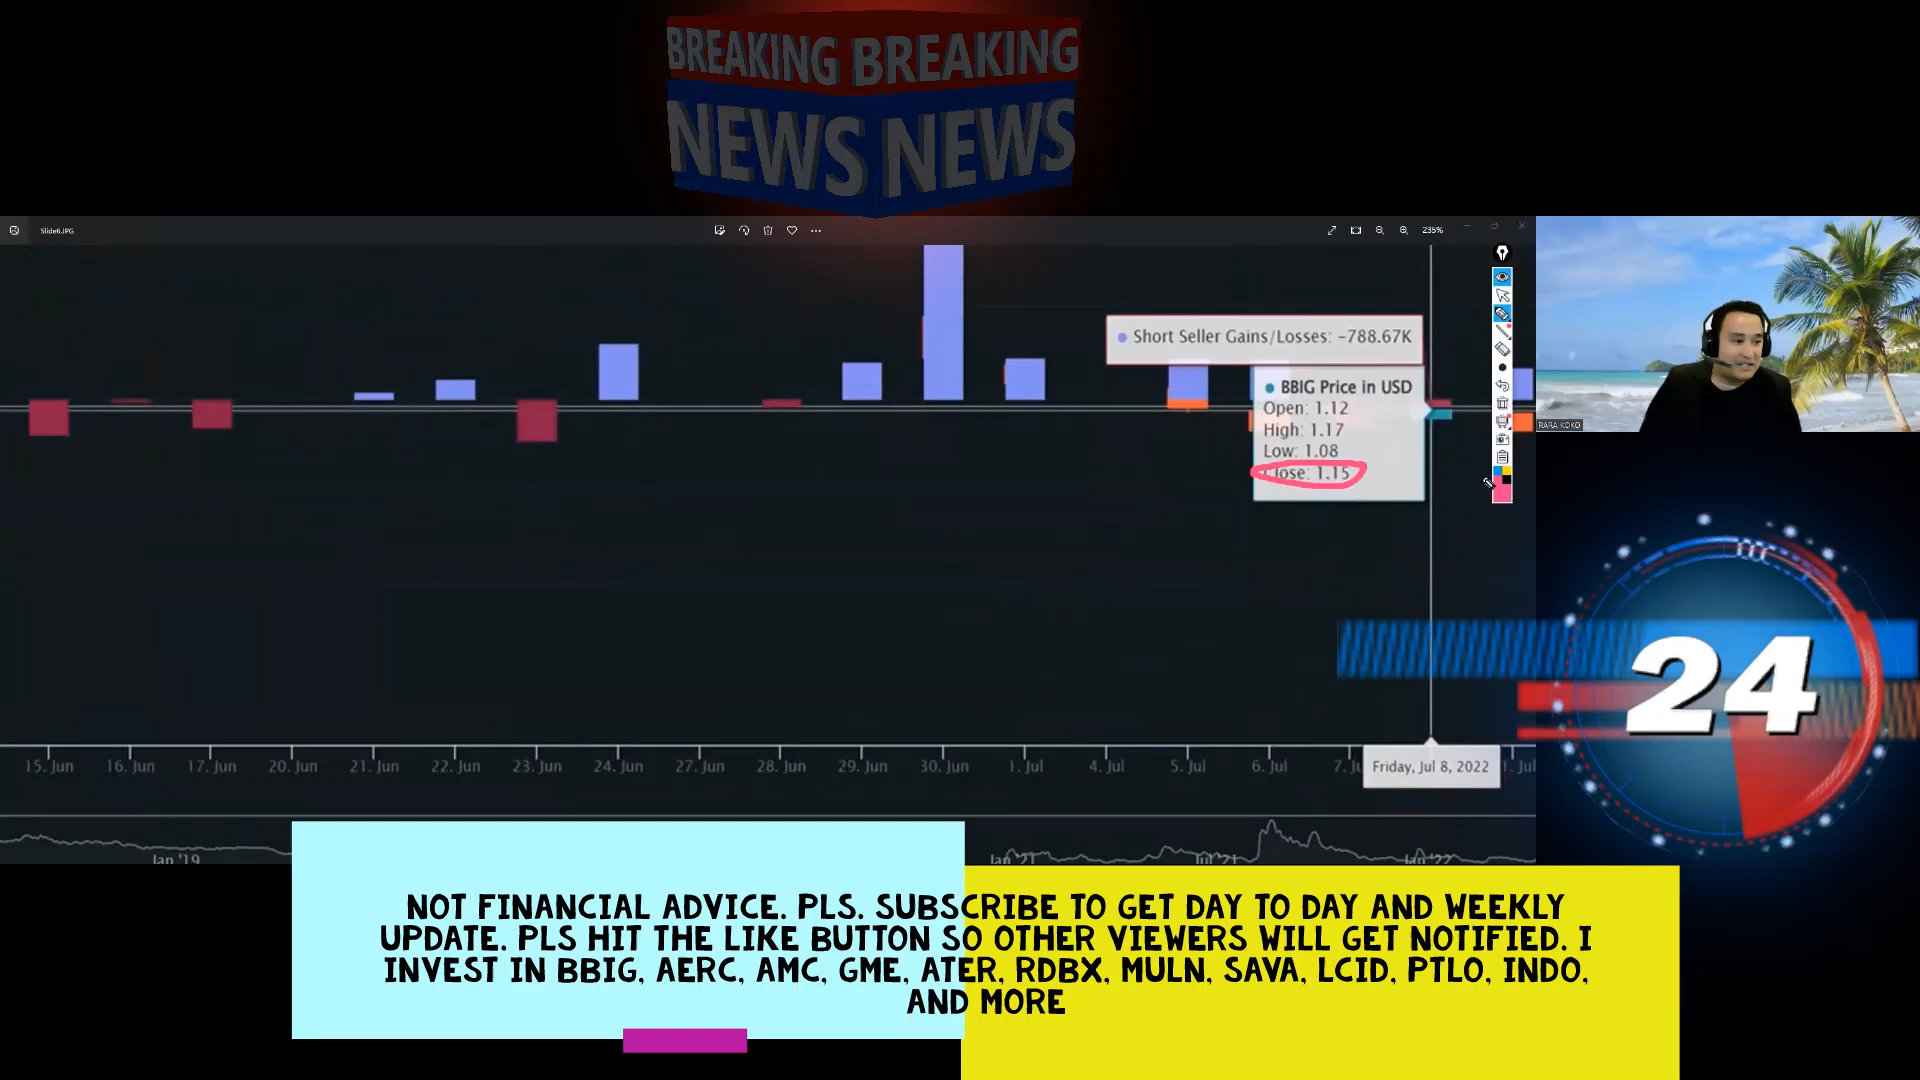 BREAKING BREAKING
NEWS NEWS
Slide6.JPG
235%
Short Seller Gains/Losses: -788.67K
BBIG Price in USD
Open: 1.12
High: 1.17
Low: 1.08
Close: 1.15
RARA KOKO
24
15. Jun 16. Jun 17. Jun 20. Jun 21. Jun 22. Jun 23. Jun 24. Jun 27. Jun 28. Jun 29. Jun 30. Jun 1. Jul 4. Jul 5. Jul 6. Jul 7. Ju Friday, Jul 8, 2022 1. Jul
Jan '19 Jan '21 Jul '21 Jan '22
NOT FINANCIAL ADVICE. PLS. SUBSCRIBE TO GET DAY TO DAY AND WEEKLY
UPDATE. PLS HIT THE LIKE BUTTON SO OTHER VIEWERS WILL GET NOTIFIED. I
INVEST IN BBIG, AERC, AMC, GME, ATER, RDBX, MULN, SAVA, LCID, PTLO, INDO,
AND MORE